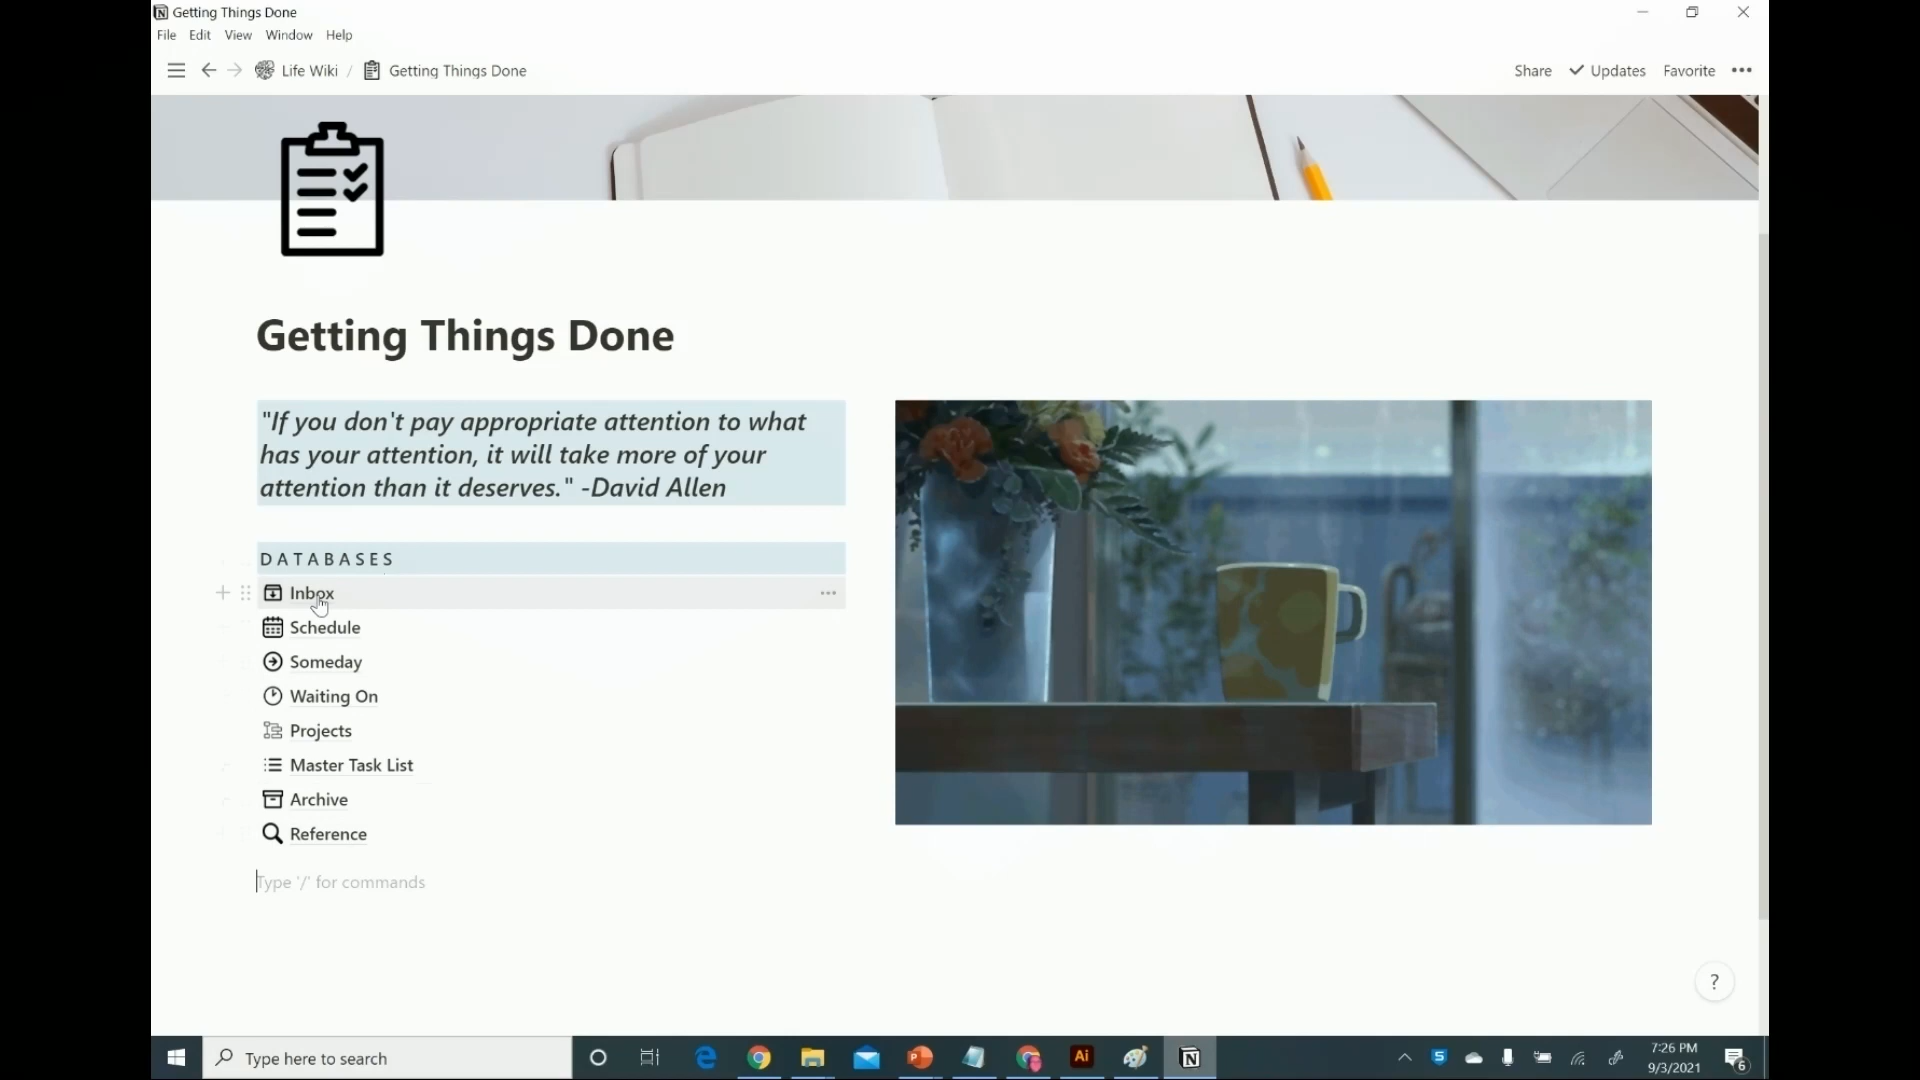 Getting Things Done
File Edit View Window Help
Life Wiki / Getting Things Done
Share Updates Favorite
Getting Things Done
"If you don't pay appropriate attention to what
has your attention, it will take more of your
attention than it deserves." -David Allen
DATABASES
Inbox
Schedule
Someday
Waiting On
Projects
Master Task List
Archive
Reference
Type '/' for commands
?
Type here to search
Ai
7:26 PM
9/3/2021
6